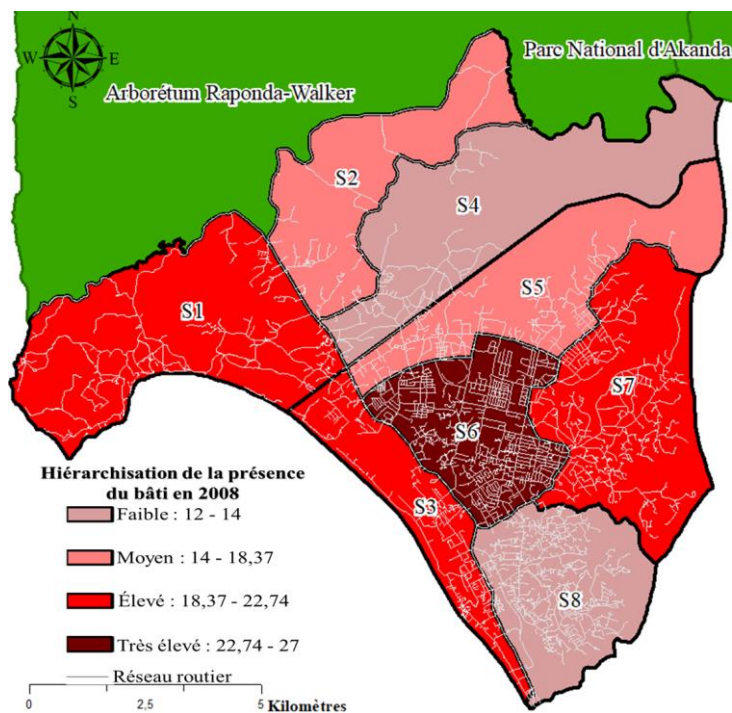 N
W E
S
Parc National d'Akanda
Arborétum Raponda-Walker
S2
S4
S1
S5
S7
S6
S3
S8
Hiérarchisation de la présence
du bâti en 2008
Faible : 12 - 14
Moyen : 14 - 18,37
Élevé : 18,37 - 22,74
Très élevé : 22,74 - 27
Réseau routier
0 2,5 5 Kilomètres